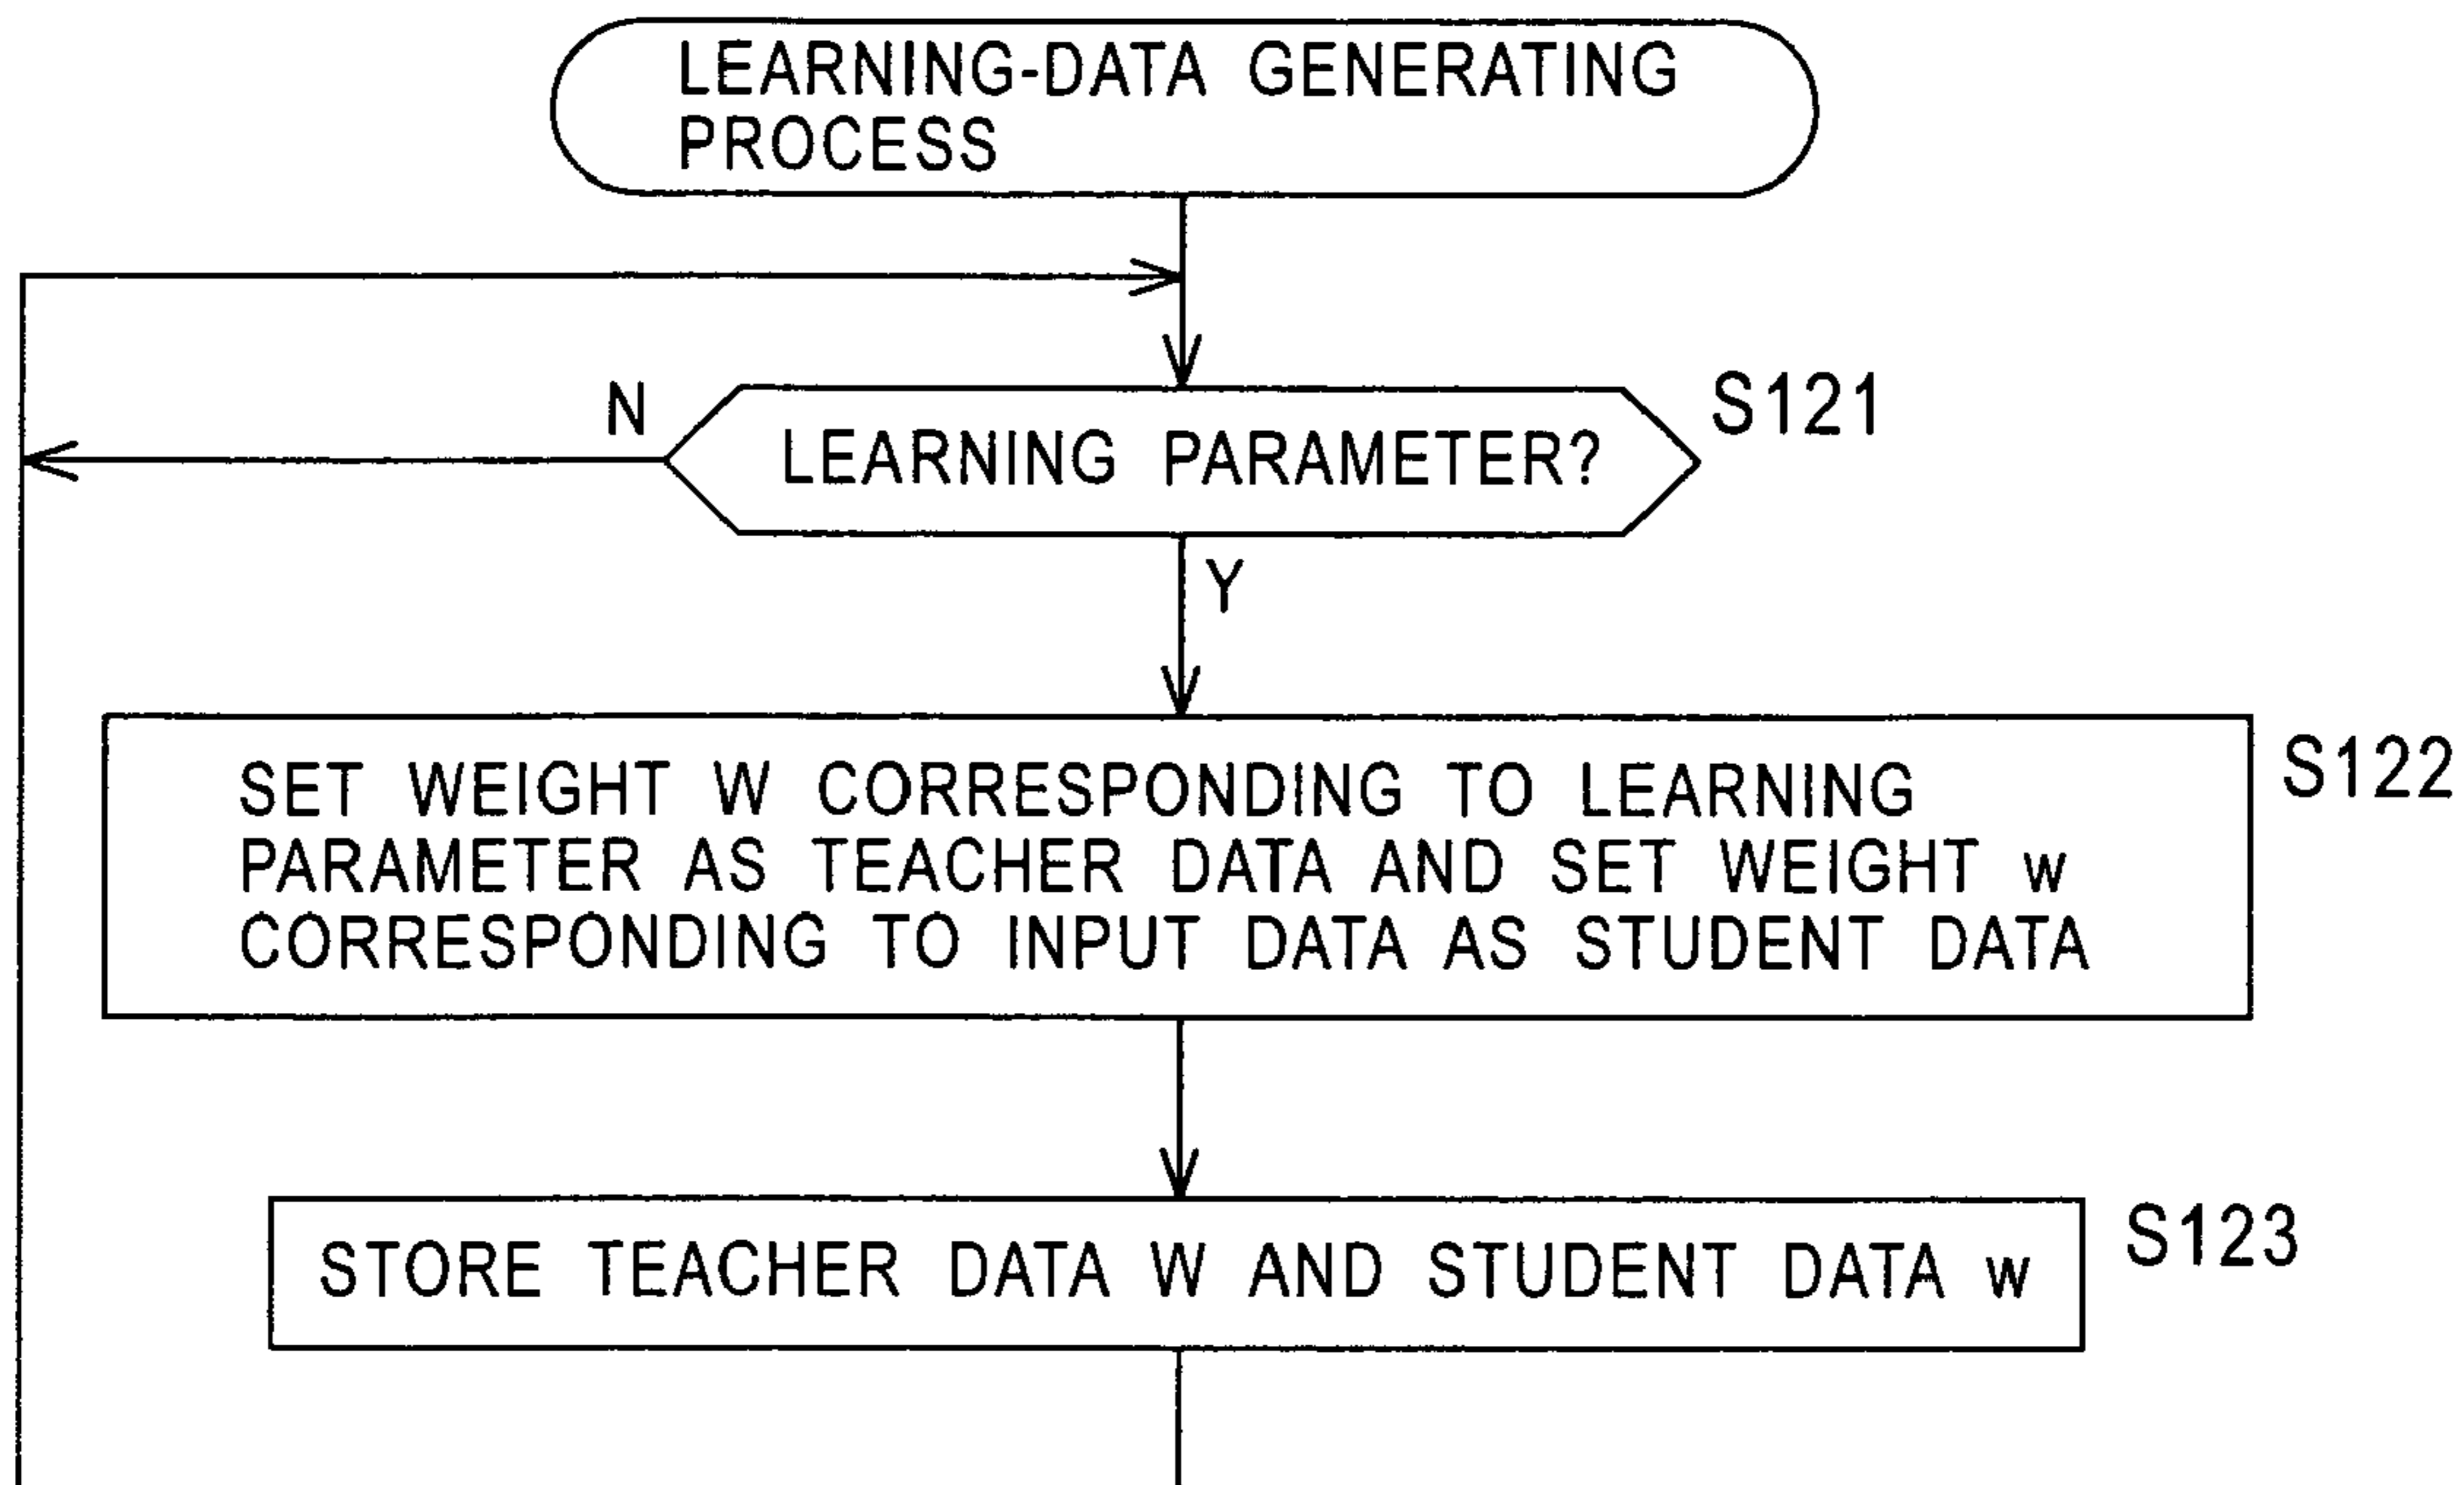 LEARNING-DATA GENERATING
PROCESS
N
LEARNING PARAMETER?
S121
Y
SET WEIGHT W CORRESPONDING TO LEARNING
PARAMETER AS TEACHER DATA AND SET WEIGHT w
CORRESPONDING TO INPUT DATA AS STUDENT DATA
S122
STORE TEACHER DATA W AND STUDENT DATA w
S123